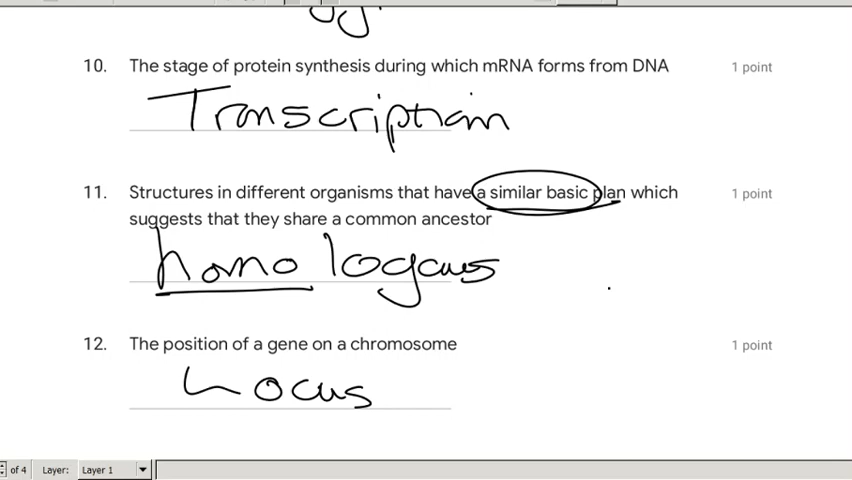 10. The stage of protein synthesis during which mRNA forms from DNA 1 point
Transcription
11. Structures in different organisms that have a similar basic plan which 1 point
suggests that they share a common ancestor
homologous
12. The position of a gene on a chromosome 1 point
Locus
of 4 Layer: Layer 1